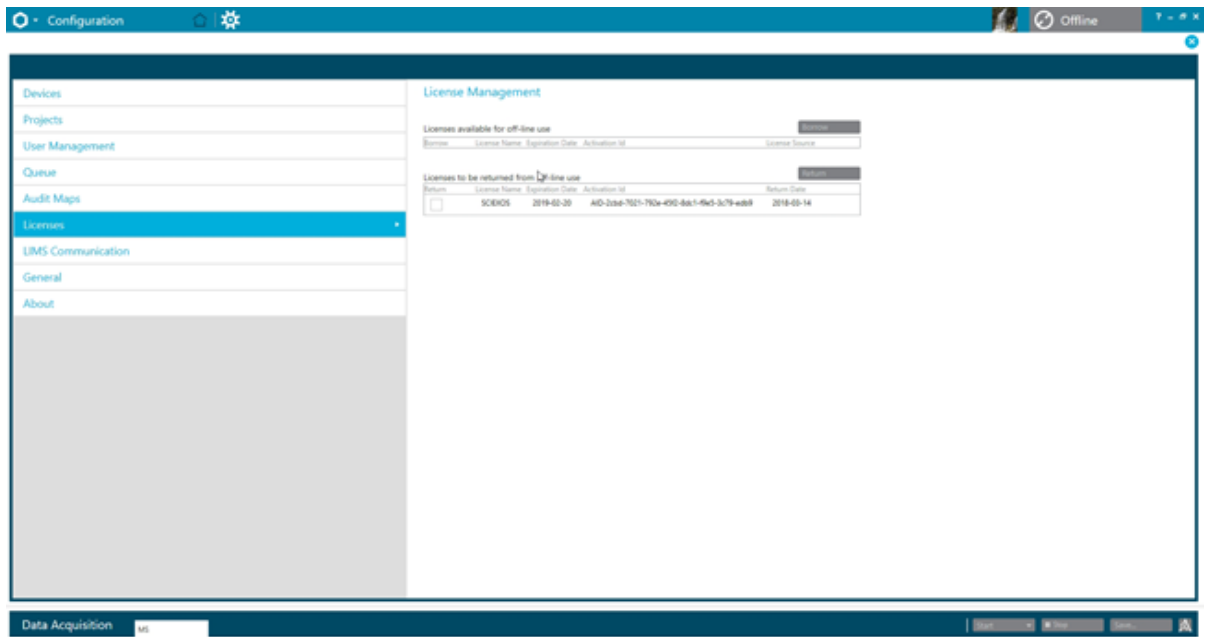 Configuration
Offline
? – ×
Devices
Projects
User Management
Queue
Audit Maps
Licenses
LIMS Communication
General
About
License Management
Licenses available for off-line use
Borrow
Borrow License Name Expiration Date Activation Id License Source
Licenses to be returned from off-line use
Return
Return License Name Expiration Date Activation Id Return Date
SCIEXOS 2019-02-20 2018-03-14
Data Acquisition
MS
Start Stop Save...